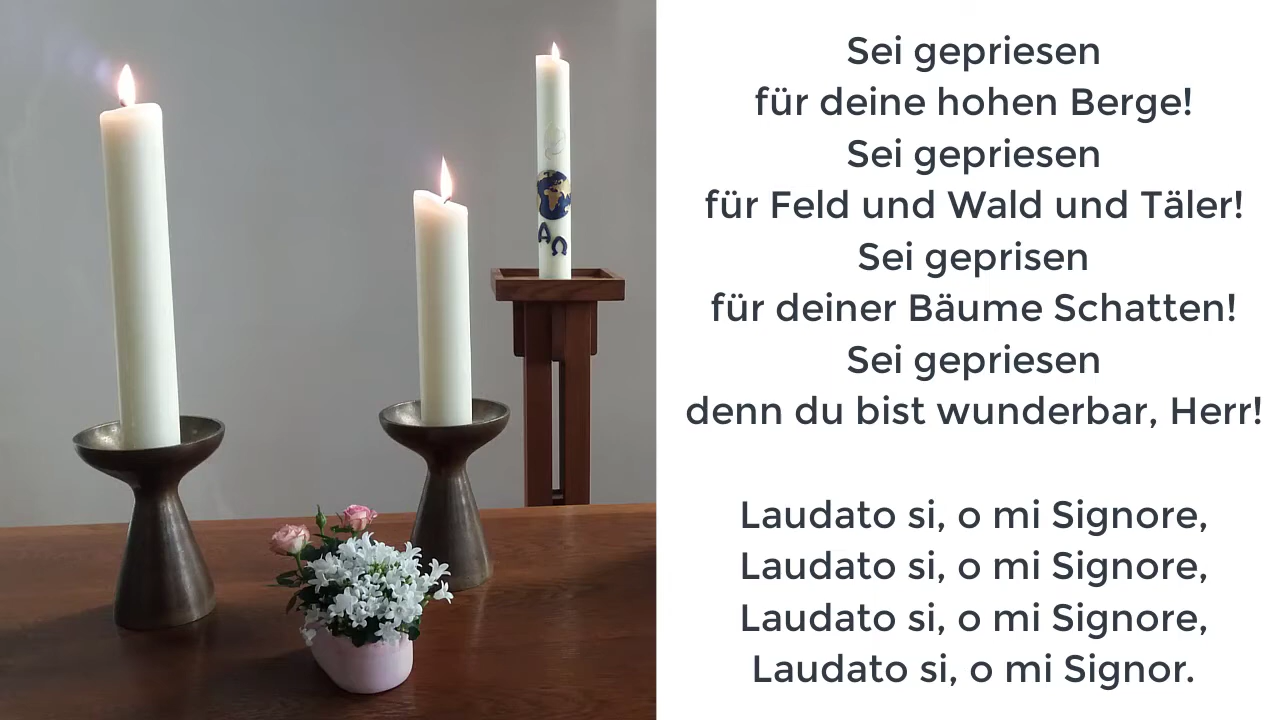 ΑΩ
Sei gepriesen
für deine hohen Berge!
Sei gepriesen
für Feld und Wald und Täler!
Sei geprisen
für deiner Bäume Schatten!
Sei gepriesen
denn du bist wunderbar, Herr!
Laudato si, o mi Signore,
Laudato si, o mi Signore,
Laudato si, o mi Signore,
Laudato si, o mi Signor.